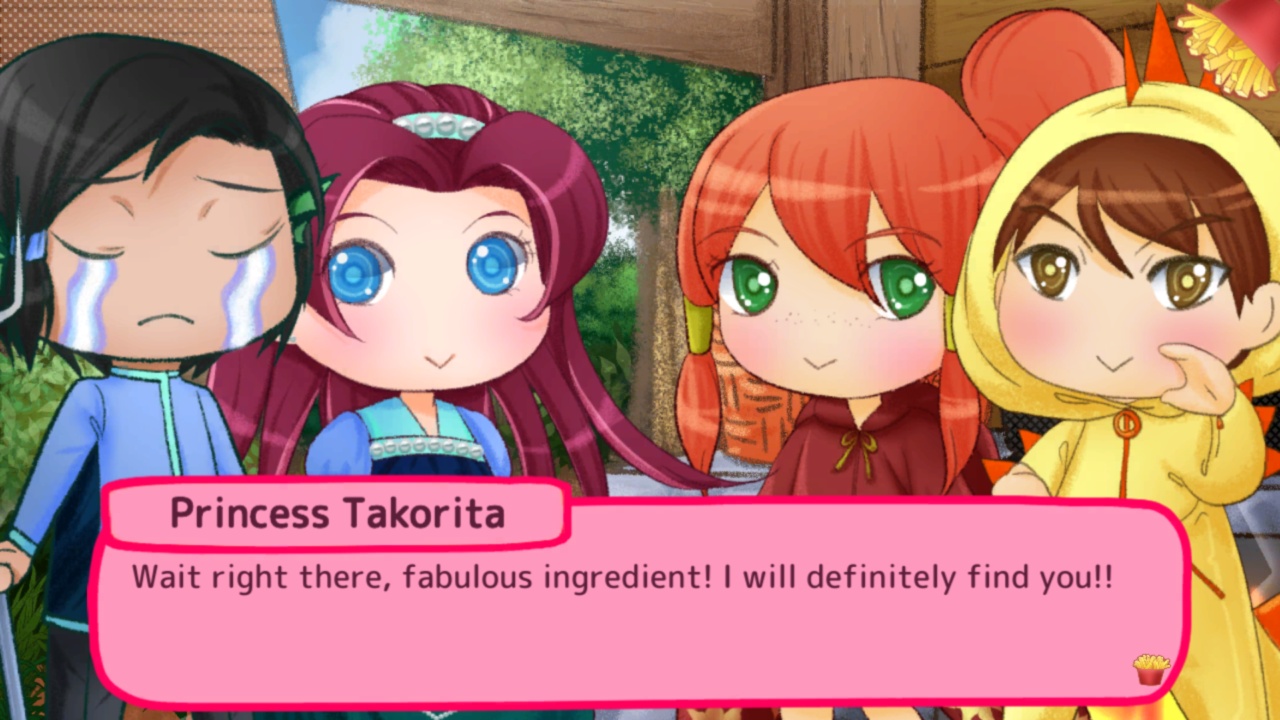 Princess Takorita
Wait right there, fabulous ingredient! I will definitely find you!!